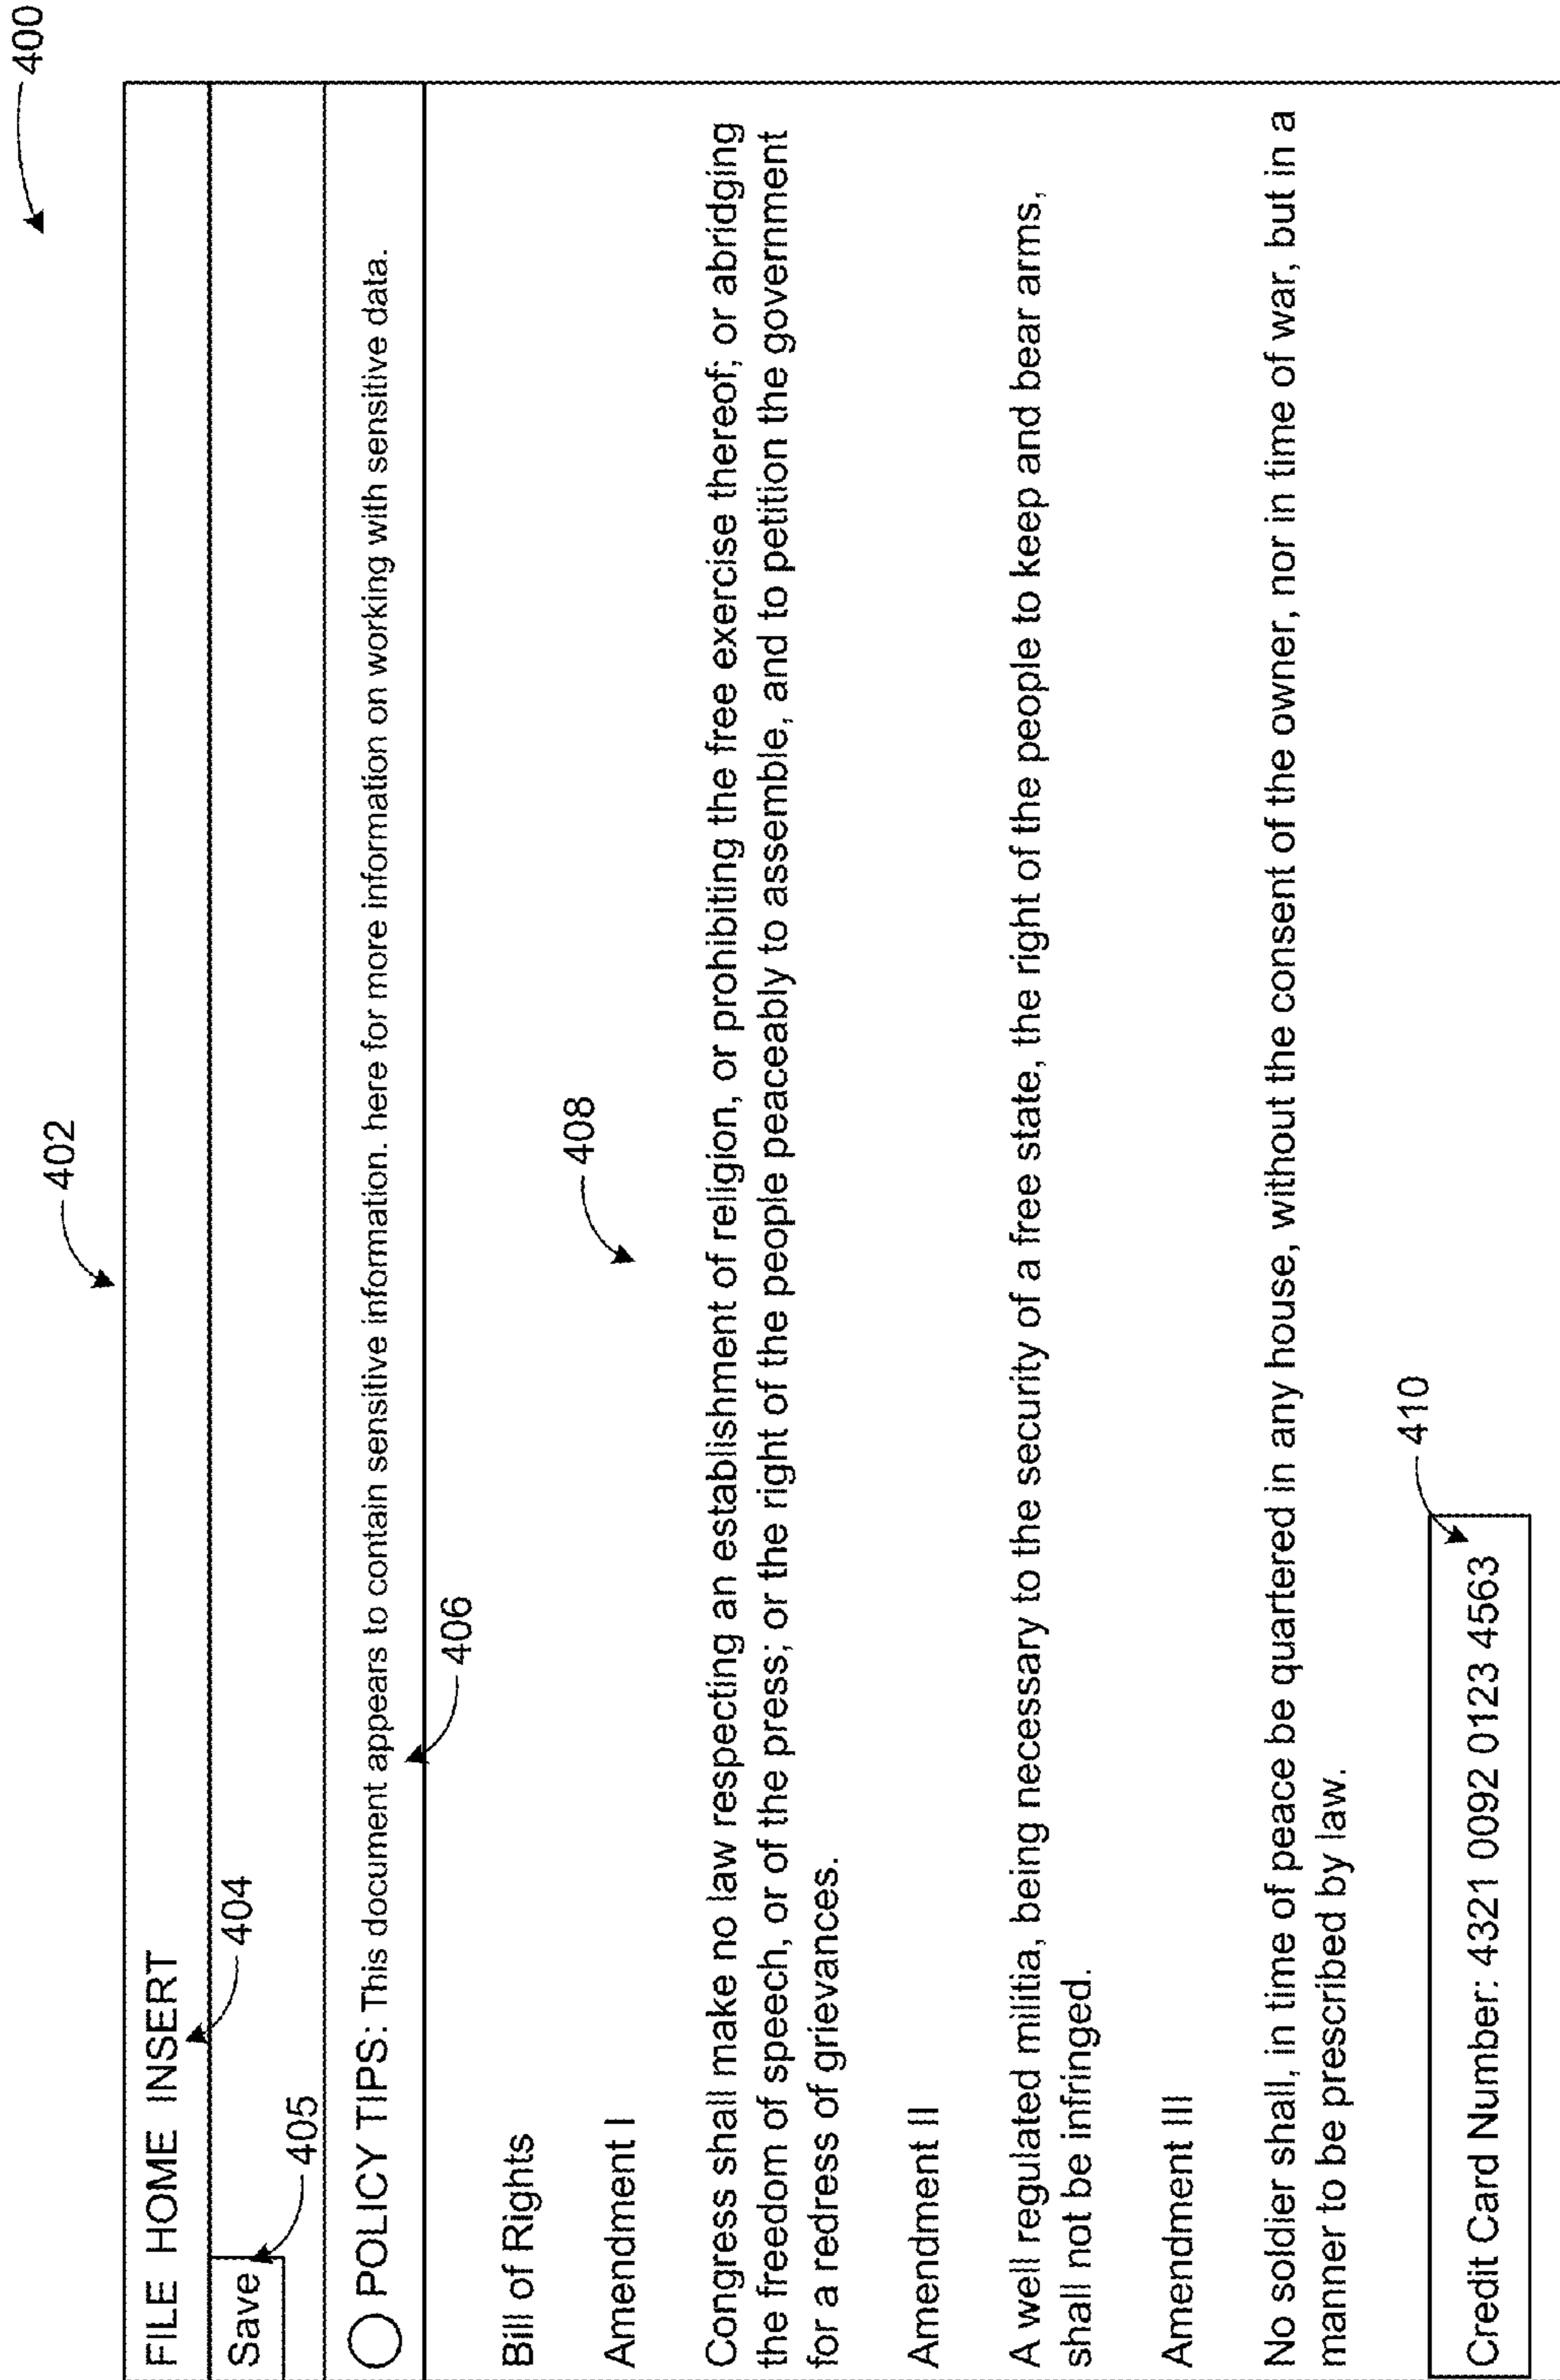 400
402
FILE HOME INSERT
404
Save
405
POLICY TIPS: This document appears to contain sensitive information. here for more information on working with sensitive data.
406
Bill of Rights
408
Amendment I
Congress shall make no law respecting an establishment of religion, or prohibiting the free exercise thereof; or abridging
the freedom of speech, or of the press; or the right of the people peaceably to assemble, and to petition the government
for a redress of grievances.
Amendment II
A well regulated militia, being necessary to the security of a free state, the right of the people to keep and bear arms,
shall not be infringed.
Amendment III
No soldier shall, in time of peace be quartered in any house, without the consent of the owner, nor in time of war, but in a
manner to be prescribed by law.
410
Credit Card Number: 4321 0092 0123 4563